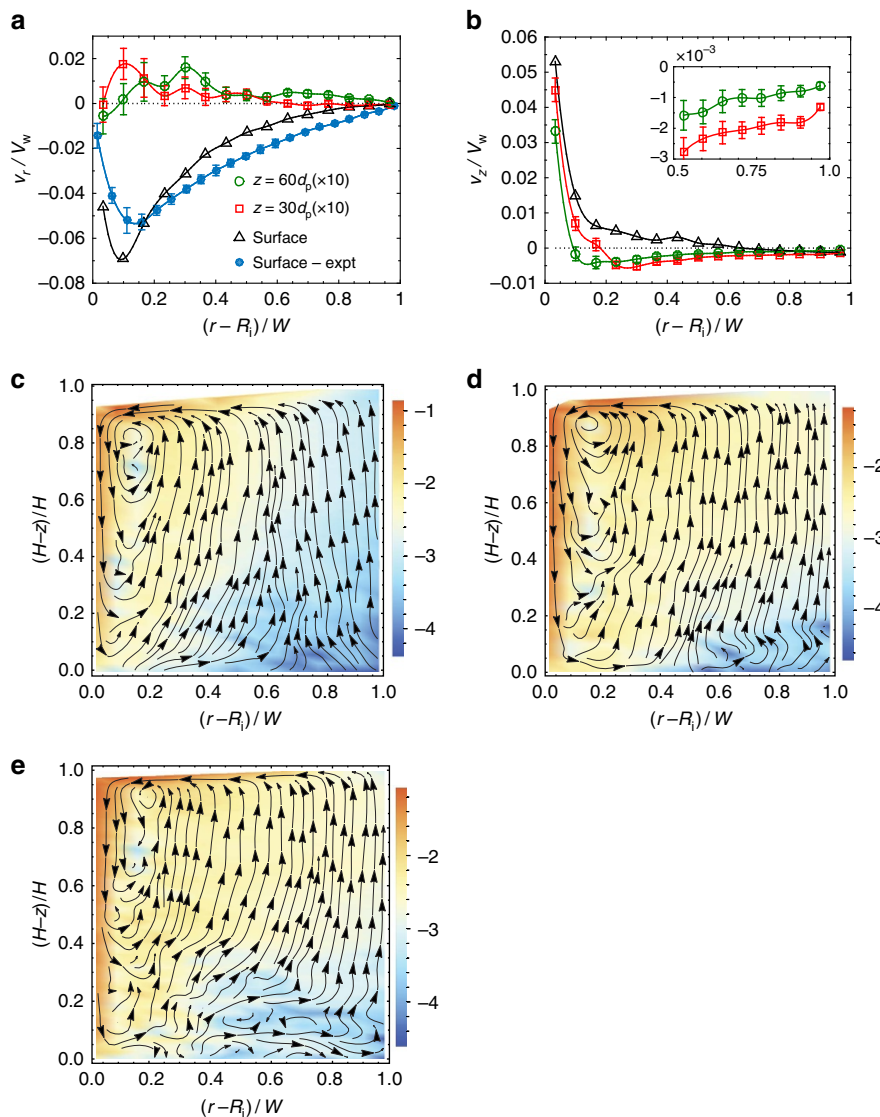 a
0.02
0
−0.02
−0.04
−0.06
−0.08
v_r / V_w
z = 60d_p(×10)
z = 30d_p(×10)
Surface
Surface – expt
0 0.2 0.4 0.6 0.8 1
(r – R_i) / W
b
0.06
0.05
0.04
0.03
0.02
0.01
0
−0.01
v_z / V_w
×10⁻³
0
−1
−2
−3
0.5 0.75 1.0
0 0.2 0.4 0.6 0.8 1
(r – R_i) / W
c
1.0
0.8
0.6
0.4
0.2
0.0
(H–z)/H
0.0 0.2 0.4 0.6 0.8 1.0
(r–R_i) / W
−1
−2
−3
−4
d
1.0
0.8
0.6
0.4
0.2
0.0
(H–z)/H
0.0 0.2 0.4 0.6 0.8 1.0
(r–R_i) / W
−2
−3
−4
e
1.0
0.8
0.6
0.4
0.2
0.0
(H–z)/H
0.0 0.2 0.4 0.6 0.8 1.0
(r–R_i) / W
−2
−3
−4